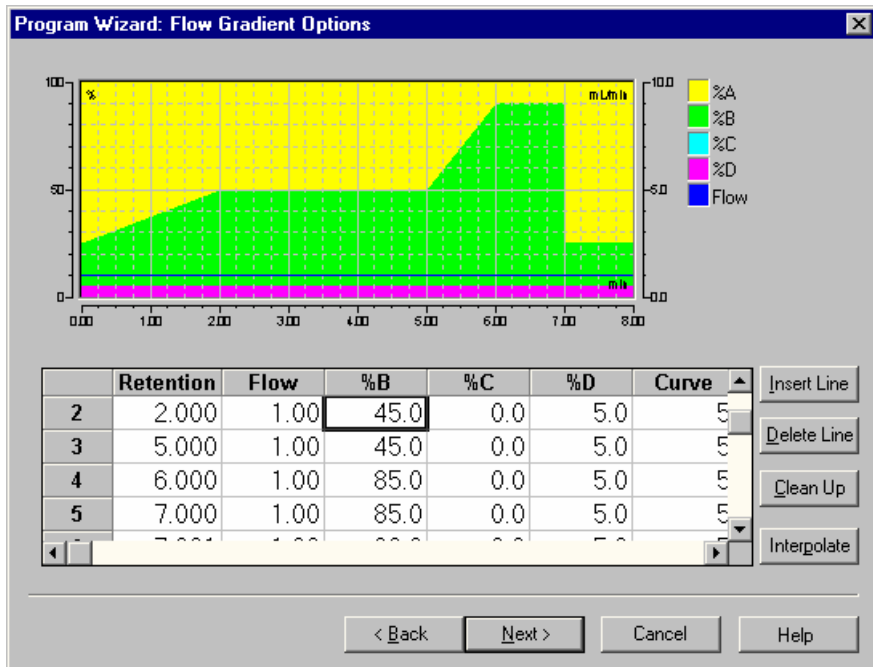 Program Wizard: Flow Gradient Options
100 % mL/min 10.0
50 5.0
0 min 0.0
0.00 1.00 2.00 3.00 4.00 5.00 6.00 7.00 8.00
%A
%B
%C
%D
Flow
Retention Flow %B %C %D Curve
2 2.000 1.00 45.0 0.0 5.0 5
3 5.000 1.00 45.0 0.0 5.0 5
4 6.000 1.00 85.0 0.0 5.0 5
5 7.000 1.00 85.0 0.0 5.0 5
Insert Line
Delete Line
Clean Up
Interpolate
< Back Next > Cancel Help